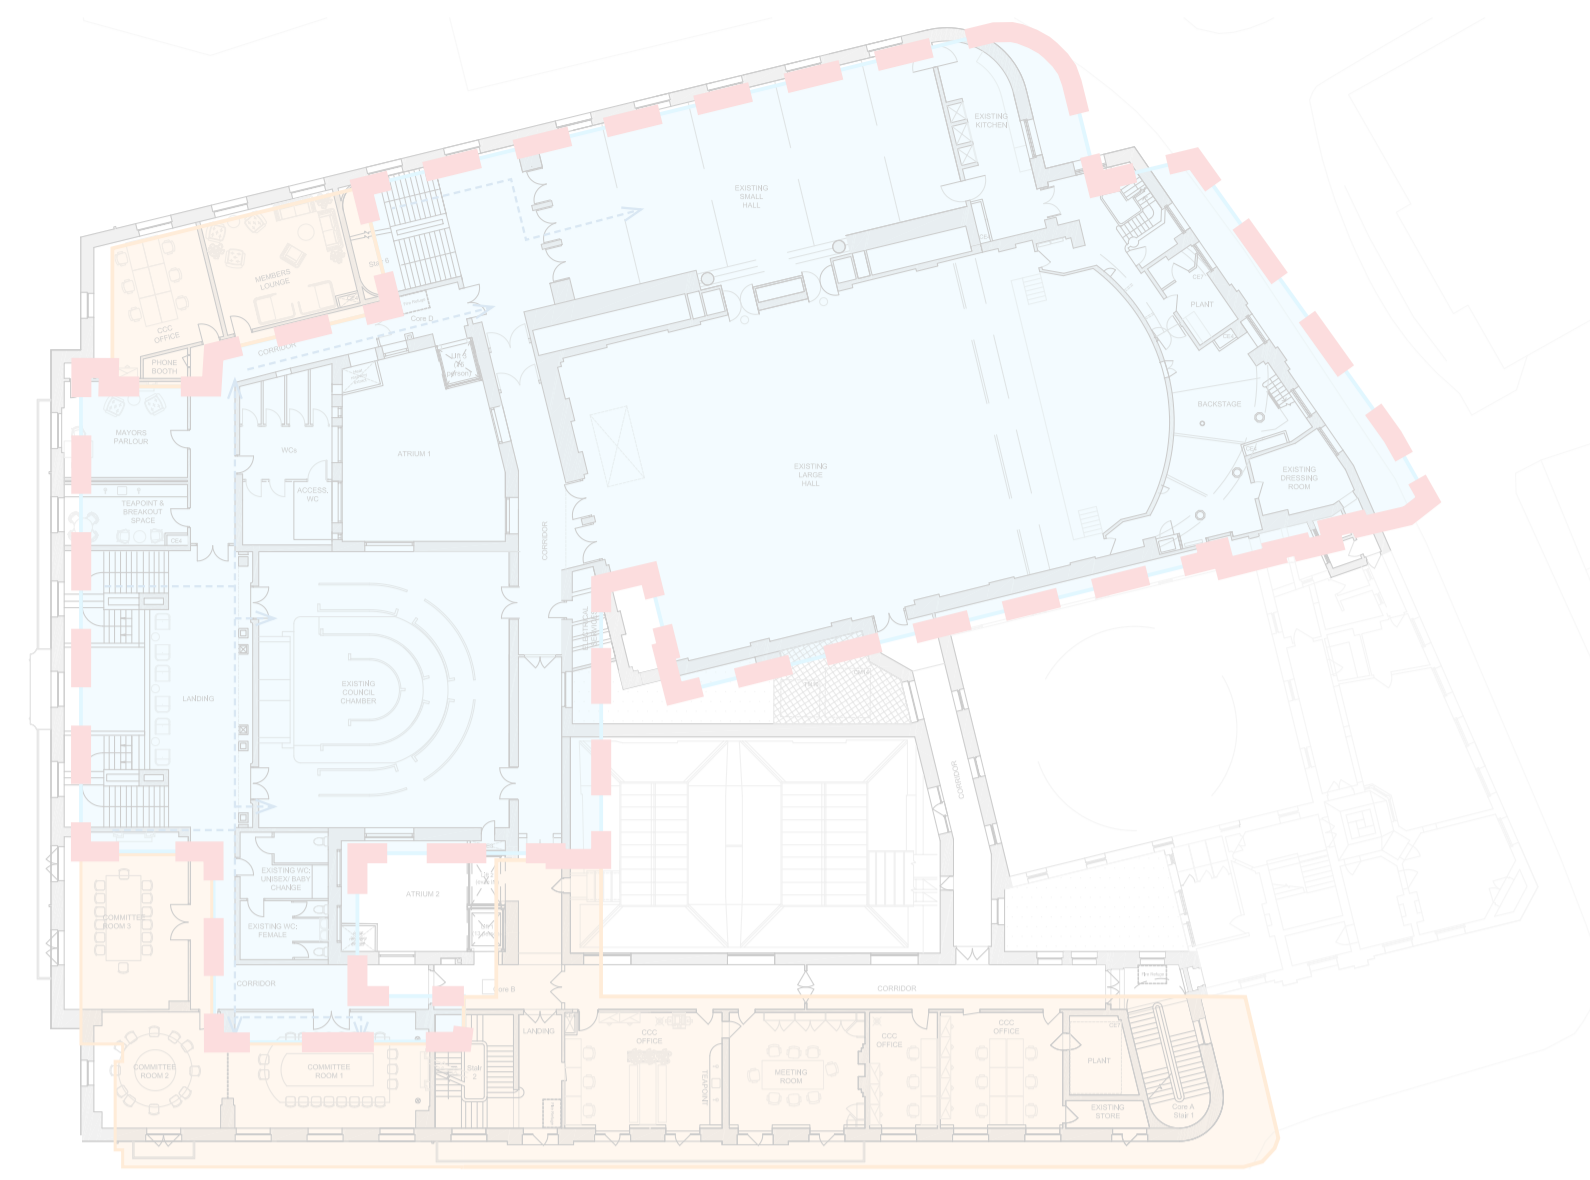 EXISTING
KITCHEN
EXISTING
SMALL
HALL
MEMBERS
LOUNGE
CCC
OFFICE
PHONE
BOOTH
CORRIDOR
Core D
PLANT
MAYORS
PARLOUR
WCs
ATRIUM 1
ACCESS.
WC
TEAPOINT &
BREAKOUT
SPACE
EXISTING
LARGE
HALL
BACKSTAGE
EXISTING
DRESSING
ROOM
CORRIDOR
ELECTRICAL
LANDING
EXISTING
COUNCIL
CHAMBER
CORRIDOR
EXISTING WC:
UNISEX/ BABY
CHANGE
EXISTING WC:
FEMALE
ATRIUM 2
COMMITTEE
ROOM 3
CORRIDOR
Core B
CORRIDOR
LANDING
CCC
OFFICE
CCC
OFFICE
CCC
OFFICE
COMMITTEE
ROOM 2
COMMITTEE
ROOM 1
Stair
2
TEAPOINT
MEETING
ROOM
PLANT
EXISTING
STORE
Core A
Stair 1